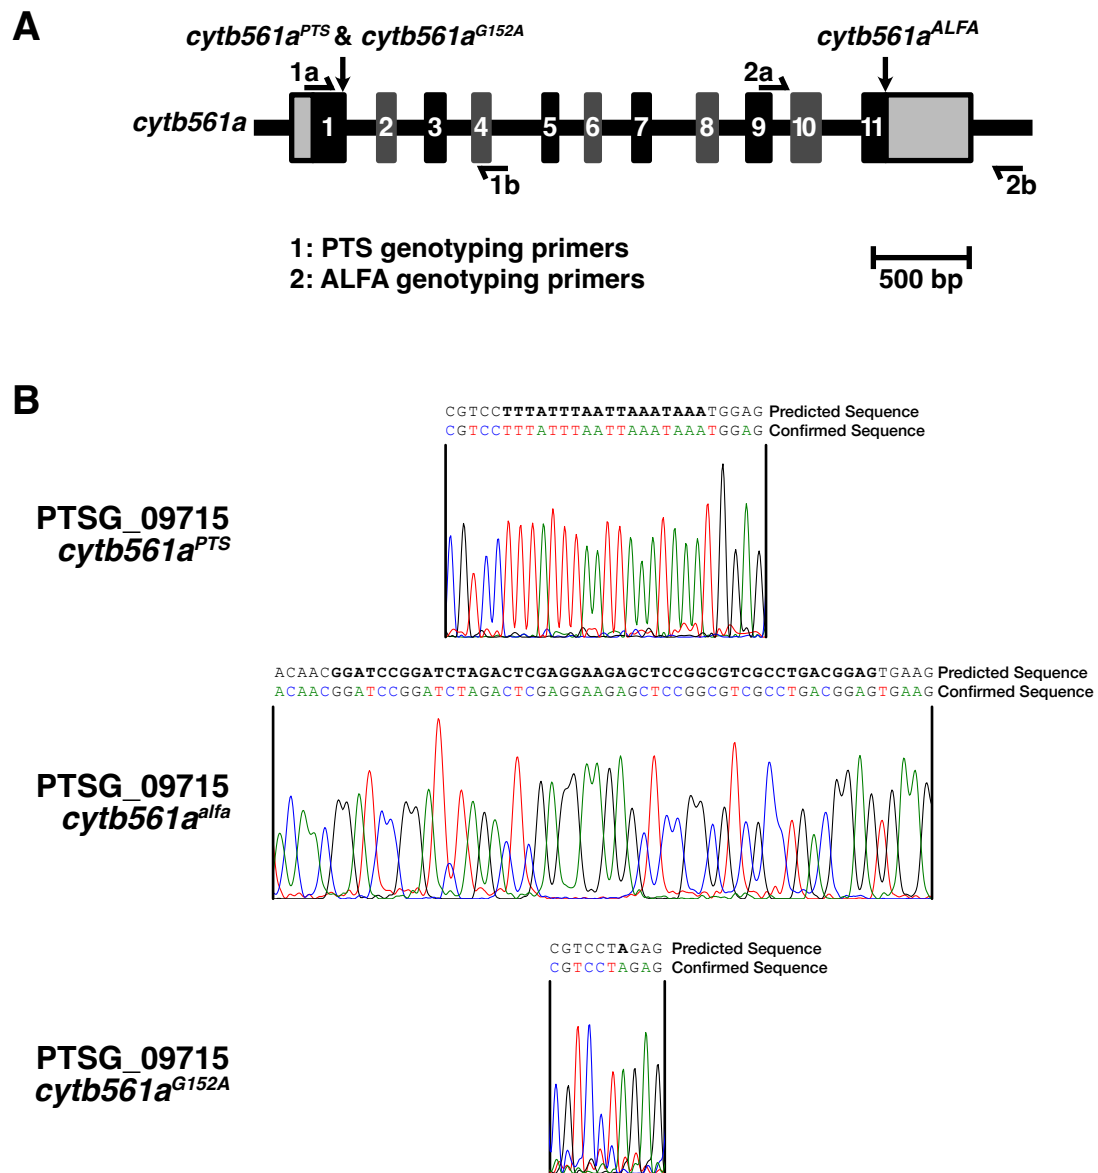 A
cytb561a^PTS & cytb561a^G152A
cytb561a^ALFA
1a
2a
cytb561a
1 2 3 4 5 6 7 8 9 10 11
1b
2b
1: PTS genotyping primers
2: ALFA genotyping primers
500 bp
B
CGTCCTTTATTTAATTAAATAAATGGAG Predicted Sequence
CGTCCTTTATTTAATTAAATAAATGGAG Confirmed Sequence
PTSG_09715
cytb561a^PTS
ACAACGGATCCGGATCTAGACTCGAGGAAGAGCTCCGGCGTCGCCTGACGGAGTGAAG Predicted Sequence
ACAACGGATCCGGATCTAGACTCGAGGAAGAGCTCCGGCGTCGCCTGACGGAGTGAAG Confirmed Sequence
PTSG_09715
cytb561a^alfa
CGTCCTAGAG Predicted Sequence
CGTCCTAGAG Confirmed Sequence
PTSG_09715
cytb561a^G152A